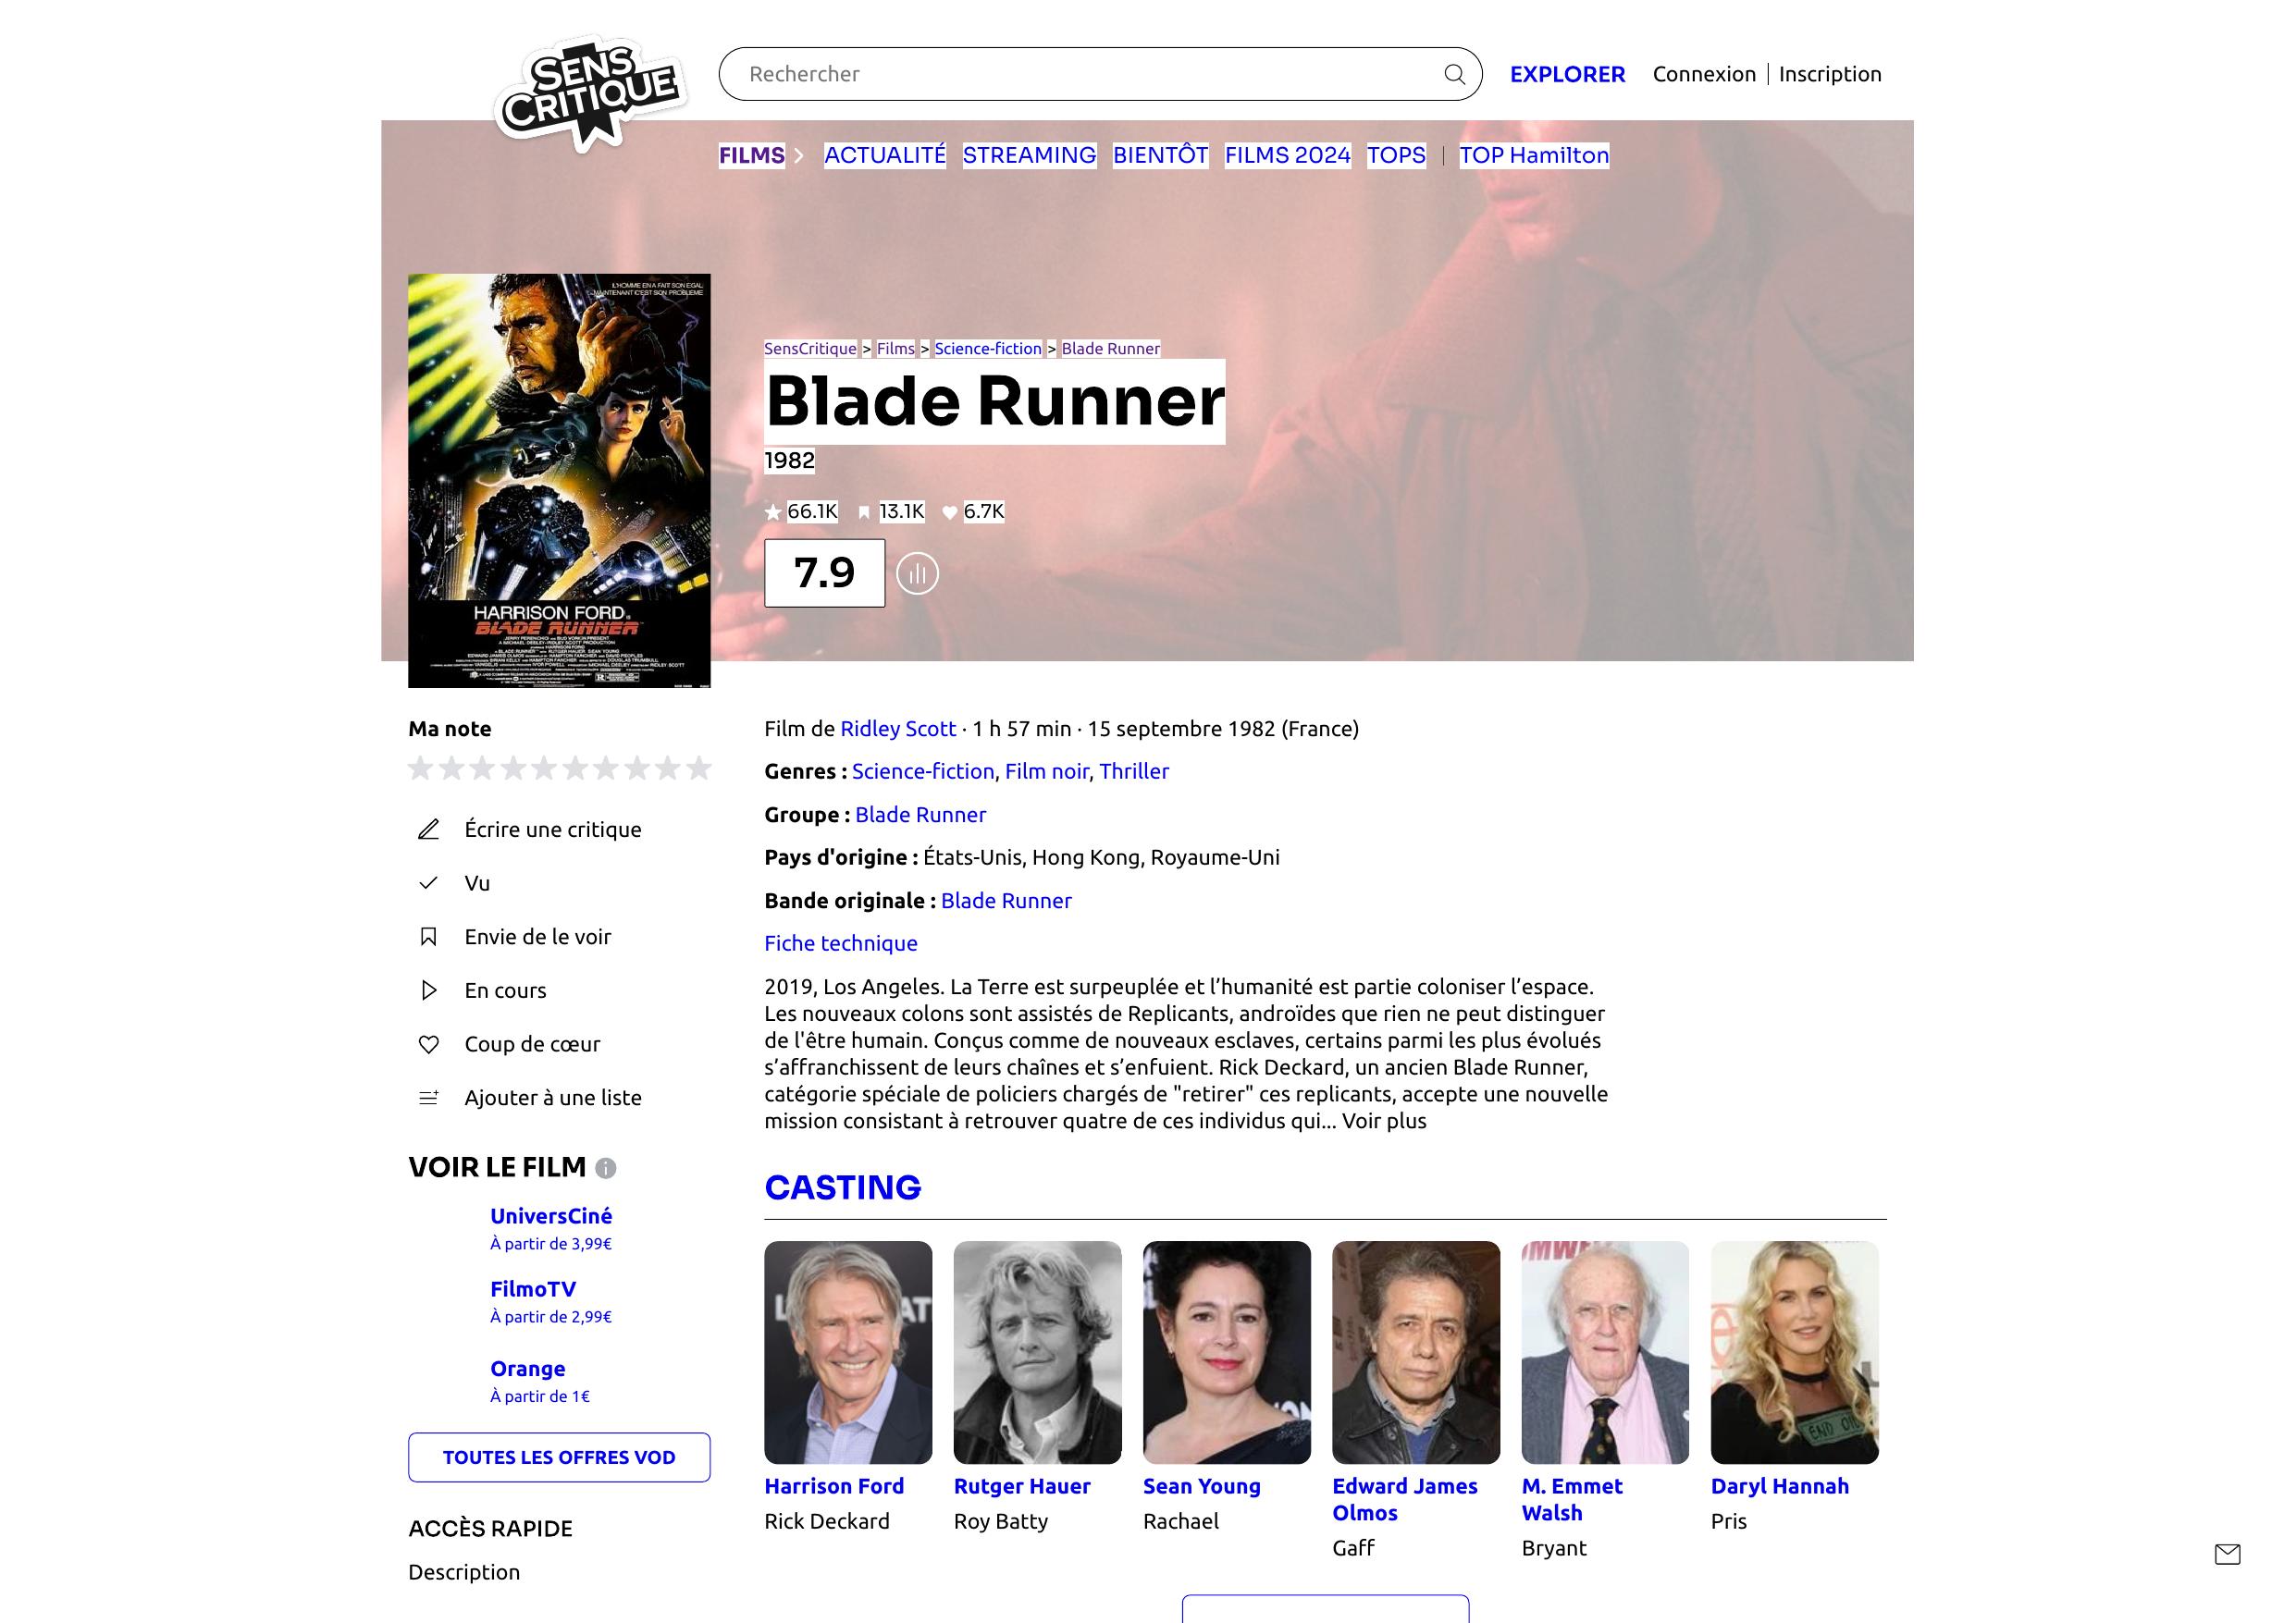 SENS
CRITIQUE
Rechercher
EXPLORER
Connexion | Inscription
FILMS
ACTUALITÉ
STREAMING
BIENTÔT
FILMS 2024
TOPS
|
TOP Hamilton
L'HOMME EN A FAIT SON EGAL
MAINTENANT C'EST SON PROBLEME
HARRISON FORD
BLADE RUNNER
SensCritique > Films > Science-fiction > Blade Runner
Blade Runner
1982
66.1K 13.1K 6.7K
7.9
Ma note
Écrire une critique
Vu
Envie de le voir
En cours
Coup de cœur
Ajouter à une liste
VOIR LE FILM
UniversCiné
À partir de 3,99€
FilmoTV
À partir de 2,99€
Orange
À partir de 1€
TOUTES LES OFFRES VOD
ACCÈS RAPIDE
Description
Film de Ridley Scott · 1 h 57 min · 15 septembre 1982 (France)
Genres : Science-fiction, Film noir, Thriller
Groupe : Blade Runner
Pays d'origine : États-Unis, Hong Kong, Royaume-Uni
Bande originale : Blade Runner
Fiche technique
2019, Los Angeles. La Terre est surpeuplée et l’humanité est partie coloniser l’espace.
Les nouveaux colons sont assistés de Replicants, androïdes que rien ne peut distinguer
de l'être humain. Conçus comme de nouveaux esclaves, certains parmi les plus évolués
s’affranchissent de leurs chaînes et s’enfuient. Rick Deckard, un ancien Blade Runner,
catégorie spéciale de policiers chargés de "retirer" ces replicants, accepte une nouvelle
mission consistant à retrouver quatre de ces individus qui... Voir plus
CASTING
END OIL
Harrison Ford
Rick Deckard
Rutger Hauer
Roy Batty
Sean Young
Rachael
Edward James
Olmos
Gaff
M. Emmet
Walsh
Bryant
Daryl Hannah
Pris